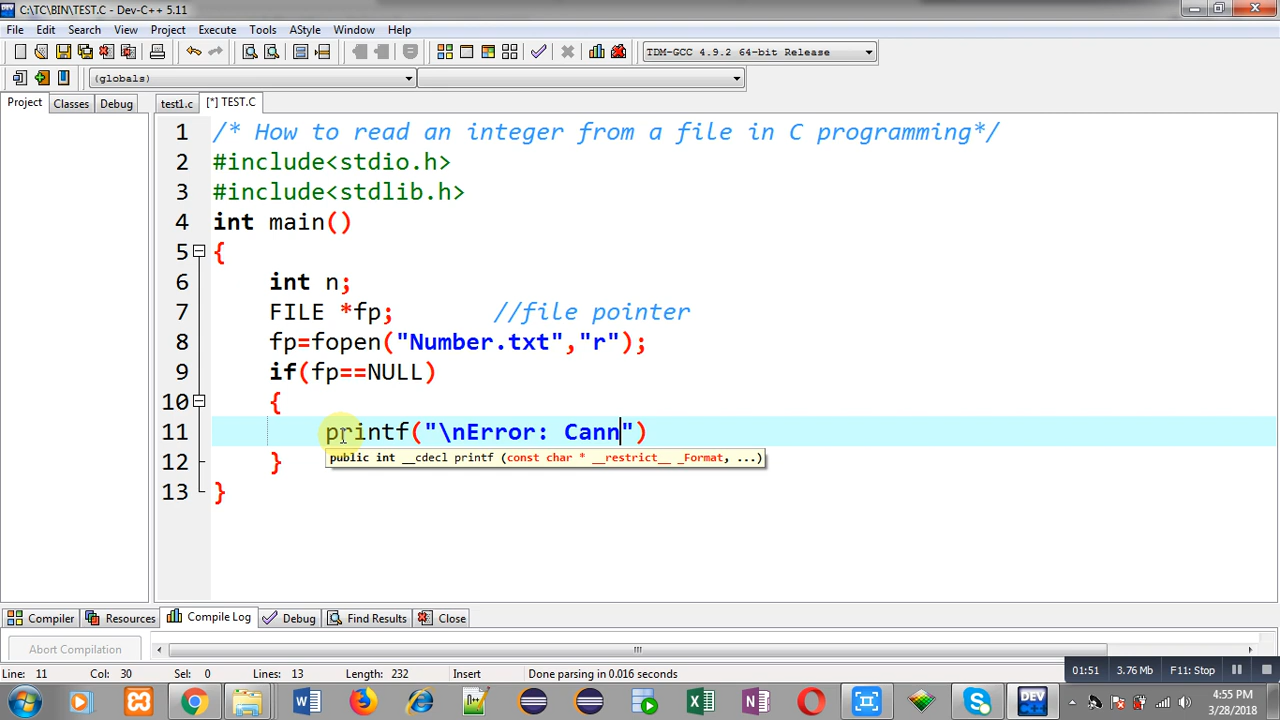 C:\TC\BIN\TEST.C - Dev-C++ 5.11
File Edit Search View Project Execute Tools AStyle Window Help
TDM-GCC 4.9.2 64-bit Release
(globals)
Project Classes Debug test1.c [*] TEST.C
1 /* How to read an integer from a file in C programming*/
2 #include<stdio.h>
3 #include<stdlib.h>
4 int main()
5 {
6 int n;
7 FILE *fp; //file pointer
8 fp=fopen("Number.txt","r");
9 if(fp==NULL)
10 {
11 printf("\nError: Cann")
public int __cdecl printf (const char * __restrict__ _Format, ...)
12 }
13 }
Compiler Resources Compile Log Debug Find Results Close
Abort Compilation
Line: 11 Col: 30 Sel: 0 Lines: 13 Length: 232 Insert Done parsing in 0.016 seconds
01:51 3.76 Mb F11: Stop
DEV
4:55 PM
3/28/2018